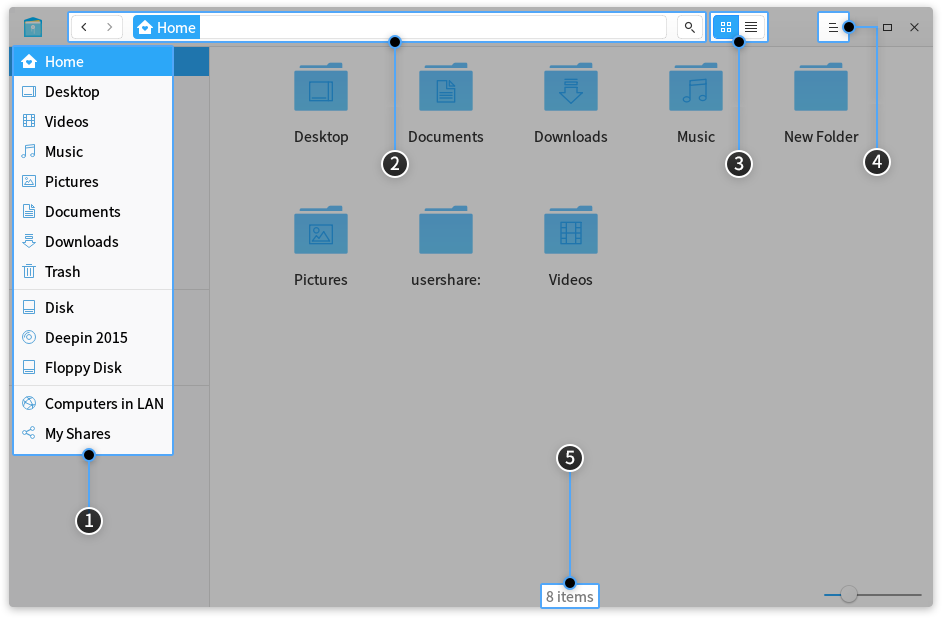 Home
Home
Desktop
Videos
Music
Pictures
Documents
Downloads
Trash
Disk
Deepin 2015
Floppy Disk
Computers in LAN
My Shares
1
Desktop Documents Downloads Music New Folder
2 3 4
Pictures usershare: Videos
5
8 items